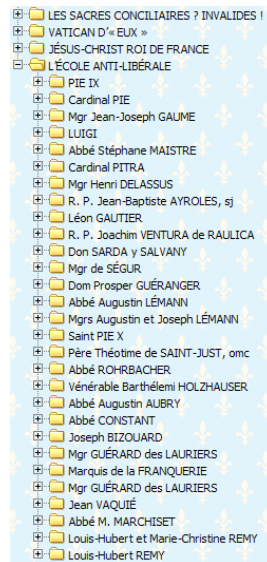 LES SACRES CONCILIAIRES ? INVALIDES !
VATICAN D'« EUX »
JÉSUS-CHRIST ROI DE FRANCE
L'ÉCOLE ANTI-LIBÉRALE
PIE IX
Cardinal PIE
Mgr Jean-Joseph GAUME
LUIGI
Abbé Stéphane MAISTRE
Cardinal PITRA
Mgr Henri DELASSUS
R. P. Jean-Baptiste AYROLES, sj
Léon GAUTIER
R. P. Joachim VENTURA de RAULICA
Don SARDA y SALVANY
Mgr de SÉGUR
Dom Prosper GUÉRANGER
Abbé Augustin LÉMANN
Mgrs Augustin et Joseph LÉMANN
Saint PIE X
Père Théotime de SAINT-JUST, omc
Abbé ROHRBACHER
Vénérable Barthélemi HOLZHAUSER
Abbé Augustin AUBRY
Abbé CONSTANT
Joseph BIZOUARD
Mgr GUÉRARD des LAURIERS
Marquis de la FRANQUERIE
Mgr GUÉRARD des LAURIERS
Jean VAQUIÉ
Abbé M. MARCHISET
Louis-Hubert et Marie-Christine REMY
Louis-Hubert REMY